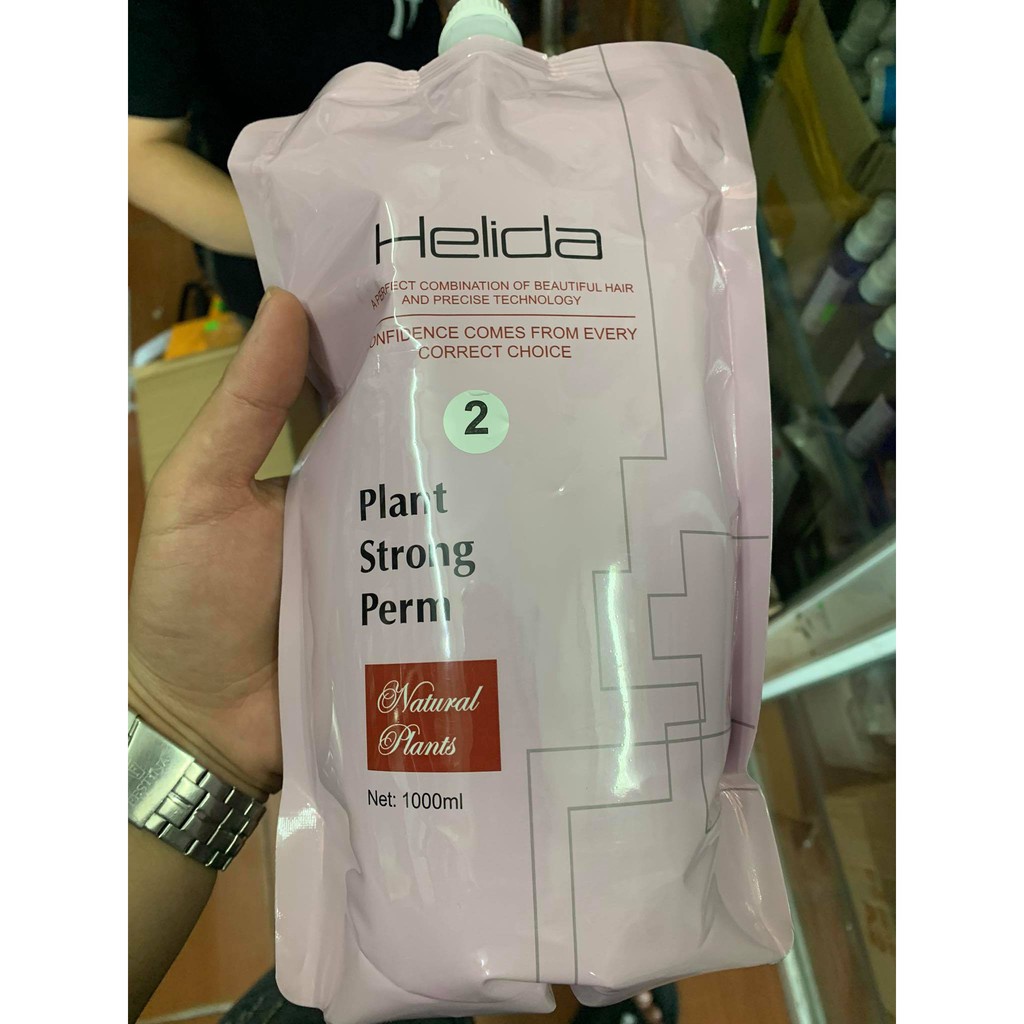 Helida
A PERFECT COMBINATION OF BEAUTIFUL HAIR
AND PRECISE TECHNOLOGY
CONFIDENCE COMES FROM EVERY
CORRECT CHOICE
2
Plant
Strong
Perm
Natural
Plants
Net: 1000ml